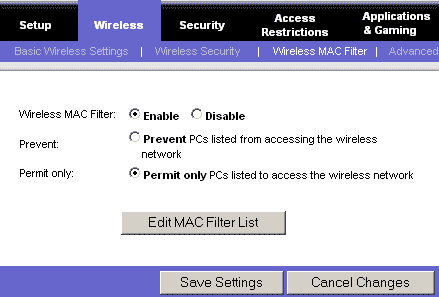 Setup Wireless Security Access Restrictions Applications & Gaming
Basic Wireless Settings | Wireless Security | Wireless MAC Filter | Advanced
Wireless MAC Filter: Enable Disable
Prevent: Prevent PCs listed from accessing the wireless
network
Permit only: Permit only PCs listed to access the wireless network
Edit MAC Filter List
Save Settings Cancel Changes